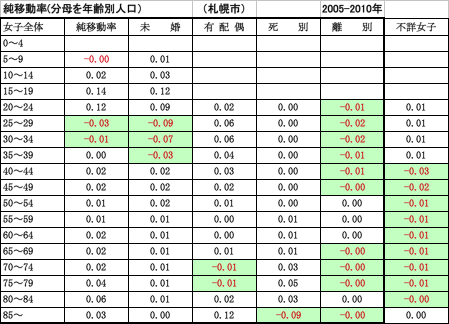 純移動率(分母を年齢別人口) (札幌市) 2005-2010年
女子全体 純移動率 未 婚 有 配 偶 死 別 離 別 不詳女子
0～4
5～9 -0.00 0.01
10～14 0.02 0.03
15～19 0.14 0.12
20～24 0.12 0.09 0.02 0.00 -0.01 0.01
25～29 -0.03 -0.09 0.06 0.00 -0.02 0.01
30～34 -0.01 -0.07 0.06 0.00 -0.02 0.01
35～39 0.00 -0.03 0.04 0.00 -0.01 0.01
40～44 0.02 0.02 0.03 0.00 -0.01 -0.03
45～49 0.02 0.02 0.02 0.00 -0.00 -0.02
50～54 0.01 0.02 0.01 0.00 0.00 -0.01
55～59 0.01 0.01 0.00 0.01 0.00 -0.01
60～64 0.02 0.01 0.00 0.01 0.00 -0.01
65～69 0.02 0.01 0.01 0.01 -0.00 -0.01
70～74 0.02 0.01 -0.01 0.03 -0.00 -0.01
75～79 0.04 0.01 -0.01 0.05 -0.00 -0.01
80～84 0.06 0.01 0.02 0.03 0.00 -0.00
85～ 0.03 0.00 0.12 -0.09 -0.00 0.00